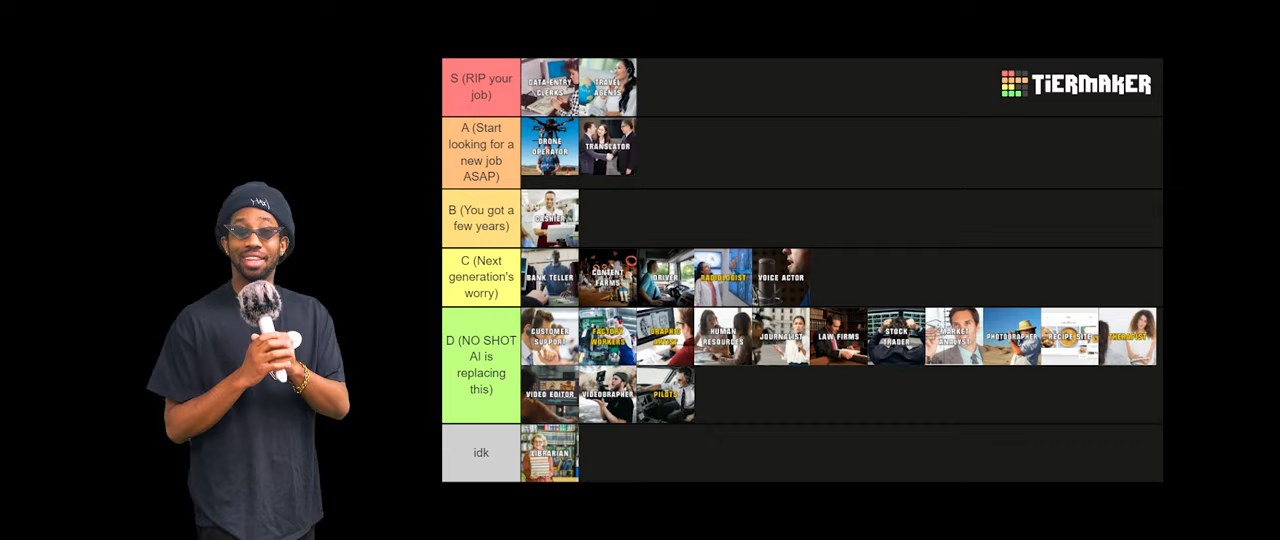 S (RIP your
job)
DATA-ENTRY
CLERKS
TRAVEL
AGENTS
TIERMAKER
A (Start
looking for a
new job
ASAP)
DRONE
OPERATOR
TRANSLATOR
B (You got a
few years)
CASHIER
C (Next
generation's
worry)
BANK TELLER
CONTENT
FARMS
DRIVER
RADIOLOGIST
VOICE ACTOR
D (NO SHOT
AI is
replacing
this)
CUSTOMER
SUPPORT
FACTORY
WORKERS
GRAPHIC
ARTIST
HUMAN
RESOURCES
JOURNALIST
LAW FIRMS
STOCK
TRADER
MARKET
ANALYST
PHOTOGRAPHER
RECIPE SITE
THERAPIST
VIDEO EDITOR
VIDEOGRAPHER
PILOTS
idk
LIBRARIAN